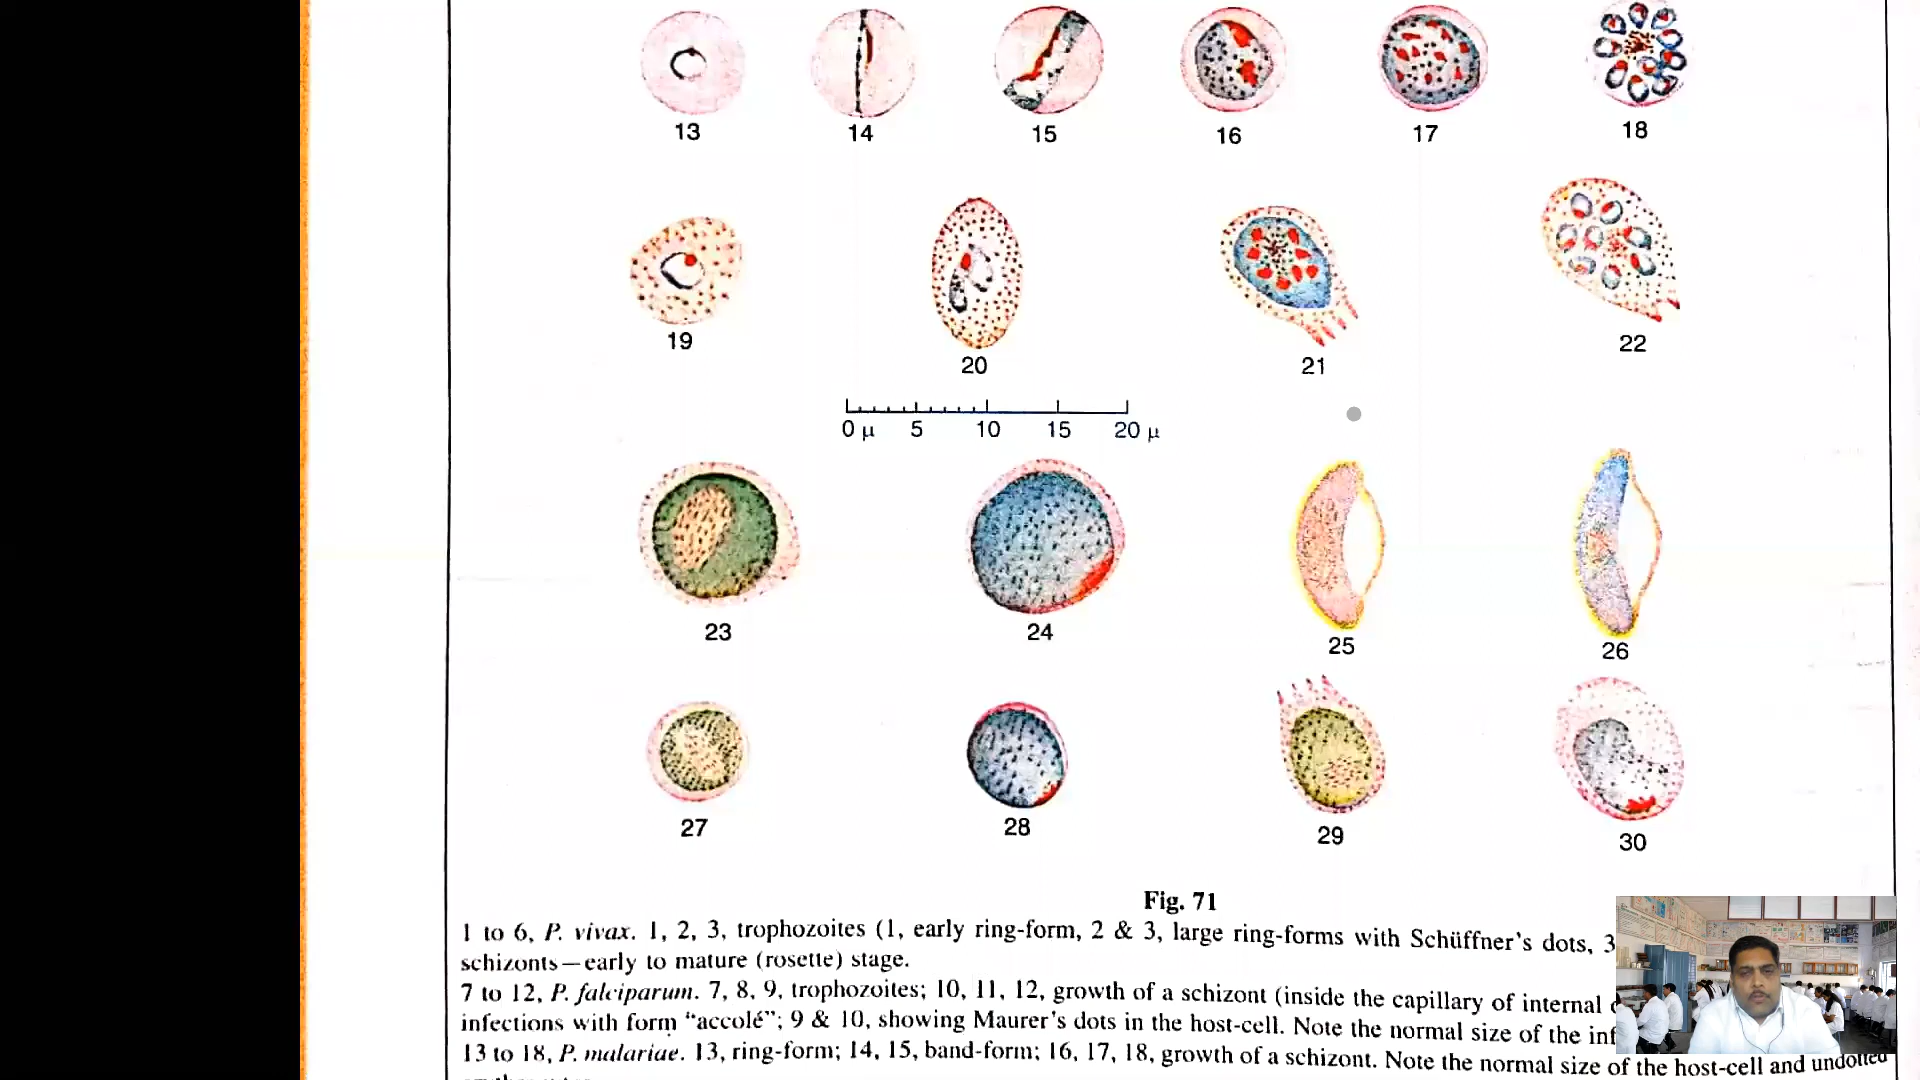 13 14 15 16 17 18
19 20 21 22
0 μ 5 10 15 20 μ
23 24 25 26
27 28 29 30
Fig. 71
1 to 6, P. vivax. 1, 2, 3, trophozoites (1, early ring-form, 2 & 3, large ring-forms with Schüffner's dots, 3
schizonts—early to mature (rosette) stage.
7 to 12, P. falciparum. 7, 8, 9, trophozoites; 10, 11, 12, growth of a schizont (inside the capillary of internal
infections with form "accolé"; 9 & 10, showing Maurer's dots in the host-cell. Note the normal size of the inf
13 to 18, P. malariae. 13, ring-form; 14, 15, band-form; 16, 17, 18, growth of a schizont. Note the normal size of the host-cell and undotted